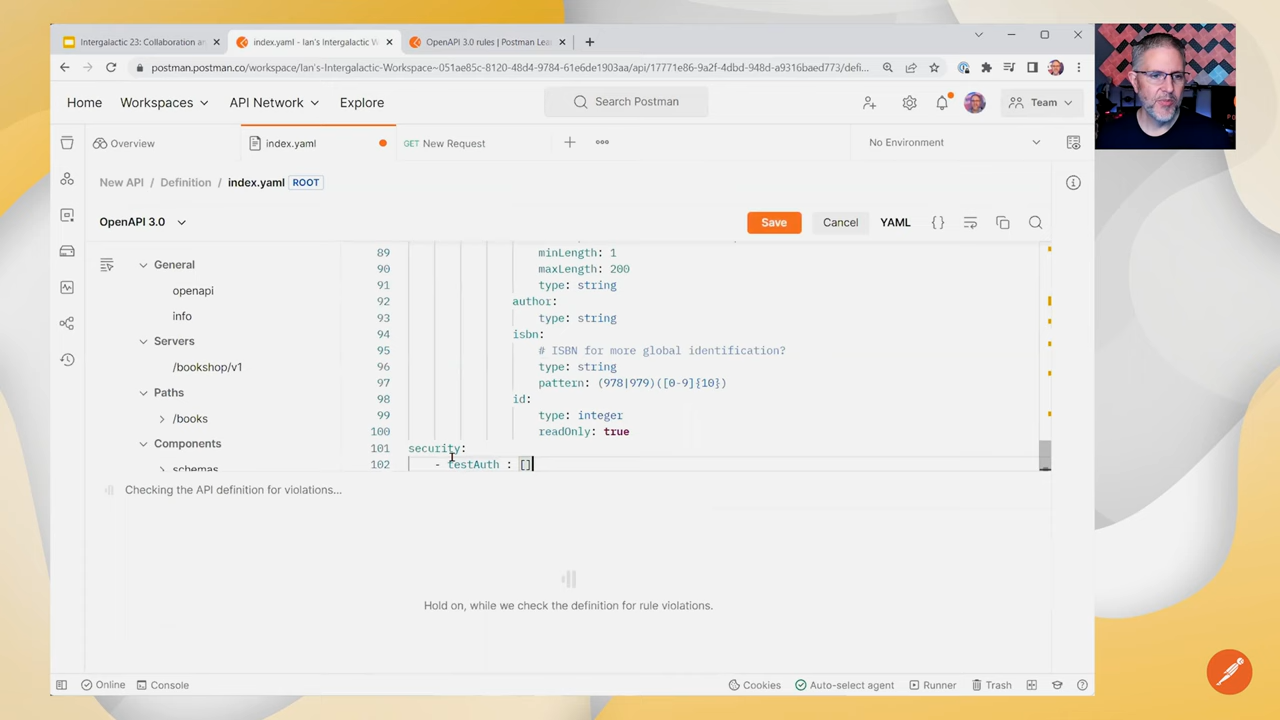 Intergalactic 23: Collaboration an
index.yaml - Ian's Intergalactic W
OpenAPI 3.0 rules | Postman Lea
postman.postman.co/workspace/Ian's-Intergalactic-Workspace
1ae85c-8120-48d4-9784-61e6de1903aa/api/17771e86-9a2f-4dbd-948d-a9316baed773/defi...
Home
Workspaces
API Network
Explore
Search Postman
Team
Overview
index.yaml
GET New Request
No Environment
New API / Definition / index.yaml ROOT
OpenAPI 3.0
Save
Cancel
YAML
General
openapi
info
Servers
/bookshop/v1
Paths
/books
Components
schemas
89 minLength: 1
90 maxLength: 200
91 type: string
92 author:
93 type: string
94 isbn:
95 # ISBN for more global identification?
96 type: string
97 pattern: (978|979)([0-9]{10})
98 id:
99 type: integer
100 readOnly: true
101 security:
102 - testAuth : []
Checking the API definition for violations...
Hold on, while we check the definition for rule violations.
Online
Console
Cookies
Auto-select agent
Runner
Trash